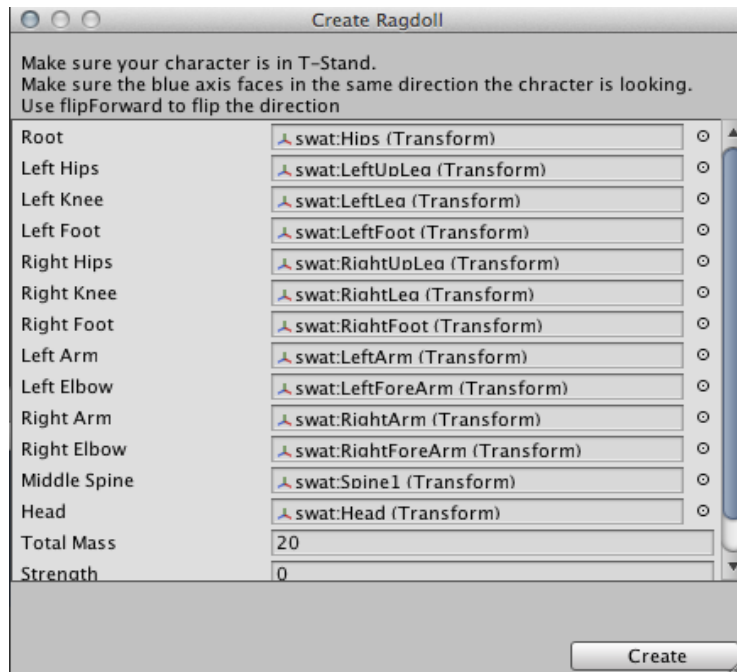 Create Ragdoll
Make sure your character is in T-Stand.
Make sure the blue axis faces in the same direction the chracter is looking.
Use flipForward to flip the direction
Root swat:Hips (Transform)
Left Hips swat:LeftUpLeg (Transform)
Left Knee swat:LeftLeg (Transform)
Left Foot swat:LeftFoot (Transform)
Right Hips swat:RightUpLeg (Transform)
Right Knee swat:RightLeg (Transform)
Right Foot swat:RightFoot (Transform)
Left Arm swat:LeftArm (Transform)
Left Elbow swat:LeftForeArm (Transform)
Right Arm swat:RightArm (Transform)
Right Elbow swat:RightForeArm (Transform)
Middle Spine swat:Spine1 (Transform)
Head swat:Head (Transform)
Total Mass 20
Strength 0
Create